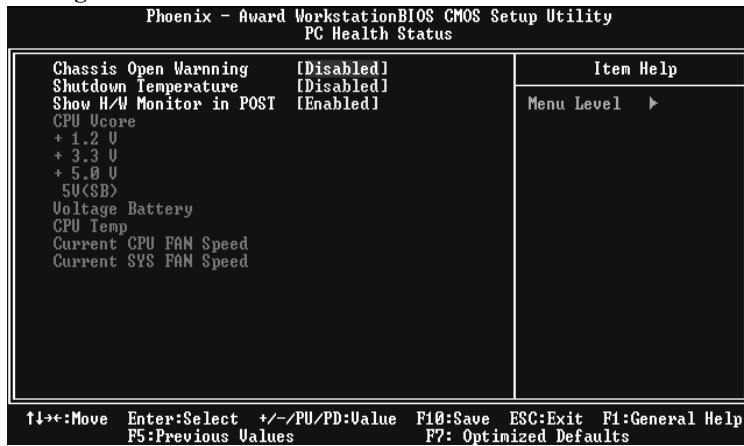 Phoenix - Award WorkstationBIOS CMOS Setup Utility
PC Health Status
Chassis Open Warnning [Disabled]
Shutdown Temperature [Disabled]
Show H/W Monitor in POST [Enabled]
CPU Vcore
+ 1.2 V
+ 3.3 V
+ 5.0 V
5V(SB)
Voltage Battery
CPU Temp
Current CPU FAN Speed
Current SYS FAN Speed
Item Help
Menu Level ▶
↑↓→←:Move Enter:Select +/-/PU/PD:Value F10:Save ESC:Exit F1:General Help
F5:Previous Values F7: Optimized Defaults